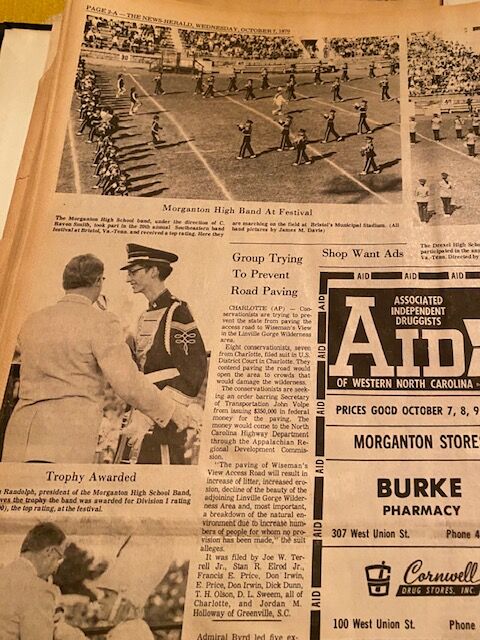 PAGE 2-A — THE NEWS-HERALD, WEDNESDAY, OCTOBER 7, 1970
Morganton High Band At Festival
The Morganton High School band, under the direction of C.
Raven Smith, took part in the 20th annual Southeastern band
festival at Bristol, Va.-Tenn. and received a top rating. Here they
are marching on the field at Bristol's Municipal Stadium. (All
band pictures by James M. Davis)
The Drexel High Scho
participated in the ann
Va.-Tenn. Directed by
Trophy Awarded
Randolph, president of the Morganton High School Band,
ves the trophy the band was awarded for Division I rating
0), the top rating, at the festival.
Group Trying
To Prevent
Road Paving
CHARLOTTE (AP) — Con-
servationists are trying to pre-
vent the state from paving the
access road to Wiseman's View
in the Linville Gorge Wilderness
area.
Eight conservationists, seven
from Charlotte, filed suit in U.S.
District Court in Charlotte. They
contend paving the road would
open the area to crowds that
would damage the wilderness.
The conservationists are seek-
ing an order barring Secretary
of Transportation John Volpe
from issuing $350,000 in federal
money for the paving. The
money would come to the North
Carolina Highway Department
through the Appalachian Re-
gional Development Commis-
sion.
"The paving of Wiseman's
View Access Road will result in
increase of litter, increased ero-
sion, decline of the beauty of the
adjoining Linville Gorge Wilder-
ness Area and, most important,
a breakdown of the natural en-
vironment due to increase num-
bers of people for whom no pro-
vision has been made," the suit
alleges.
It was filed by Joe W. Ter-
rell Jr., Stan R. Elrod Jr.,
Francis E. Price, Don Irwin,
E. Price, Don Irwin, Dick Dunn,
T. H. Olson, D. L. Sweem, all of
Charlotte, and Jordan M.
Holloway of Greenville, S.C.
Admiral Byrd led five ex-
Shop Want Ads
AID AID AID AID
AID
AID
AID
AID
AID
ASSOCIATED
INDEPENDENT
DRUGGISTS
AID
OF WESTERN NORTH CAROLINA
PRICES GOOD OCTOBER 7, 8, 9
MORGANTON STORE
BURKE
PHARMACY
307 West Union St. Phone 4
Cornwell
DRUG STORES, INC.
100 West Union St. Phone